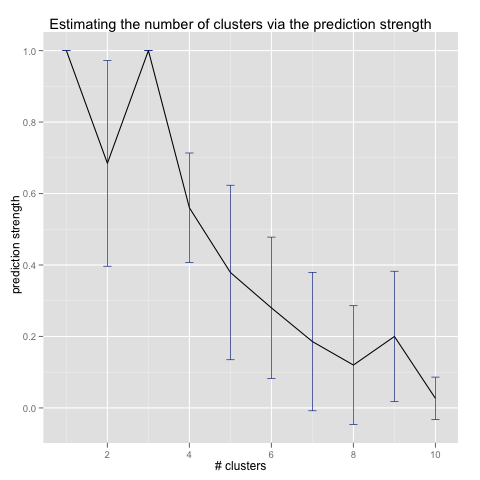 Estimating the number of clusters via the prediction strength
1.0
0.8
0.6
0.4
0.2
0.0
prediction strength
2 4 6 8 10
# clusters